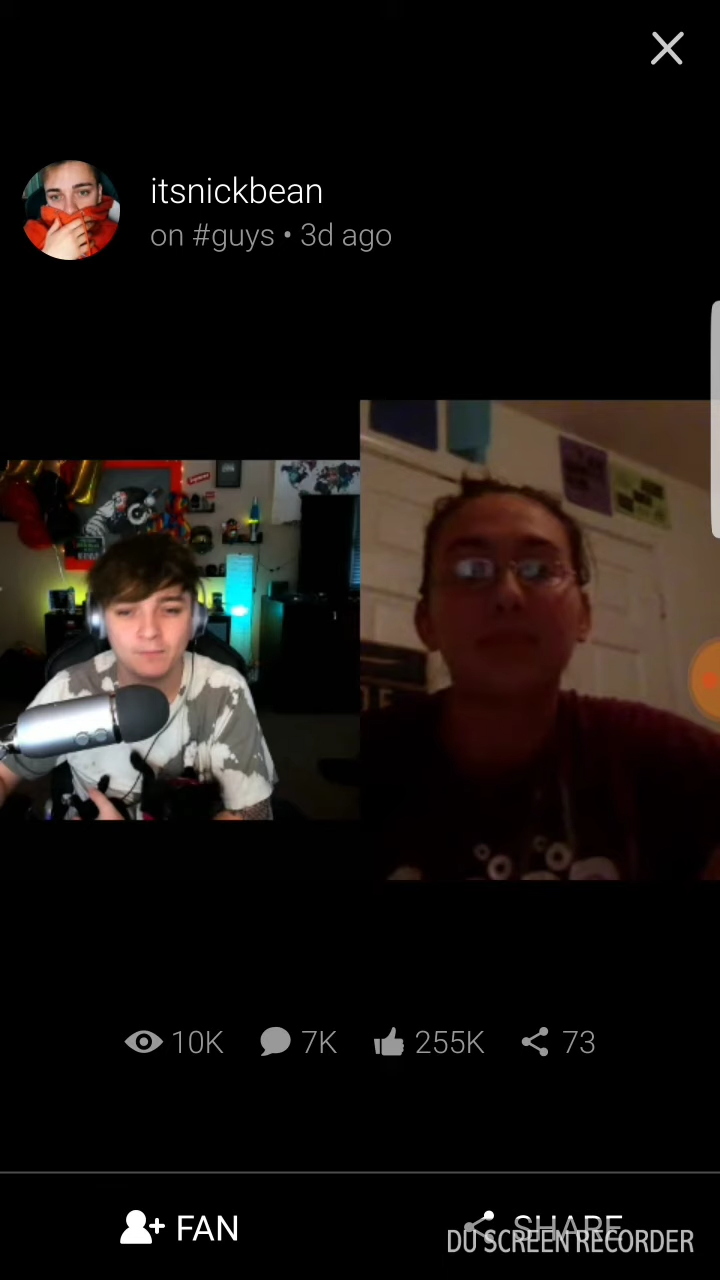 itsnickbean
on #guys • 3d ago
10K 7K 255K 73
FAN SHARE
DU SCREEN RECORDER